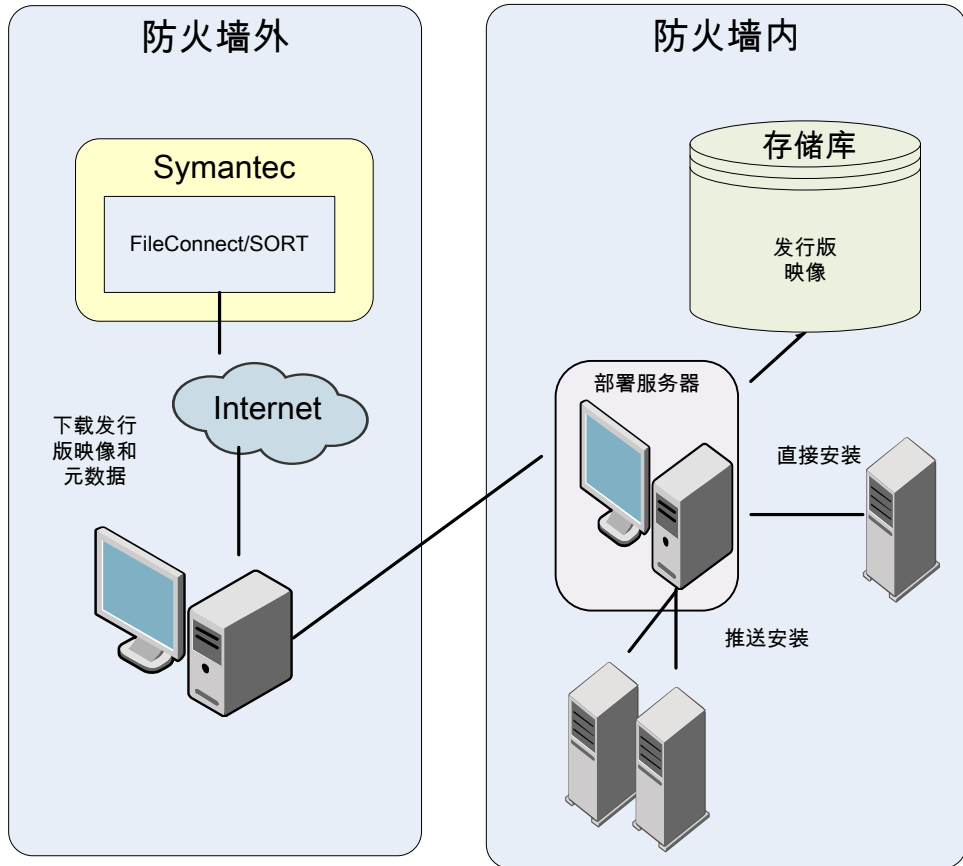 防火墙外
Symantec
FileConnect/SORT
Internet
下载发行
版映像和
元数据
防火墙内
存储库
发行版
映像
部署服务器
直接安装
推送安装